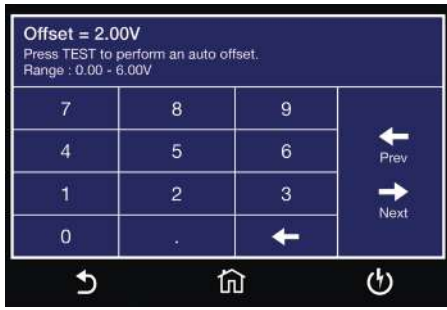 Offset = 2.00V
Press TEST to perform an auto offset.
Range : 0.00 - 6.00V
7 8 9
4 5 6
Prev
1 2 3
Next
0 .